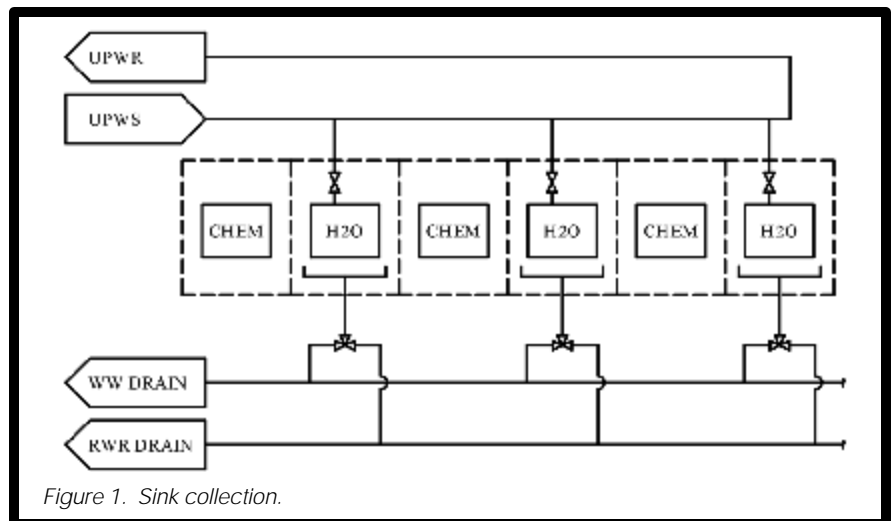 UPWR
UPWS
CHEM H2O CHEM H2O CHEM H2O
WW DRAIN
RWR DRAIN
Figure 1. Sink collection.